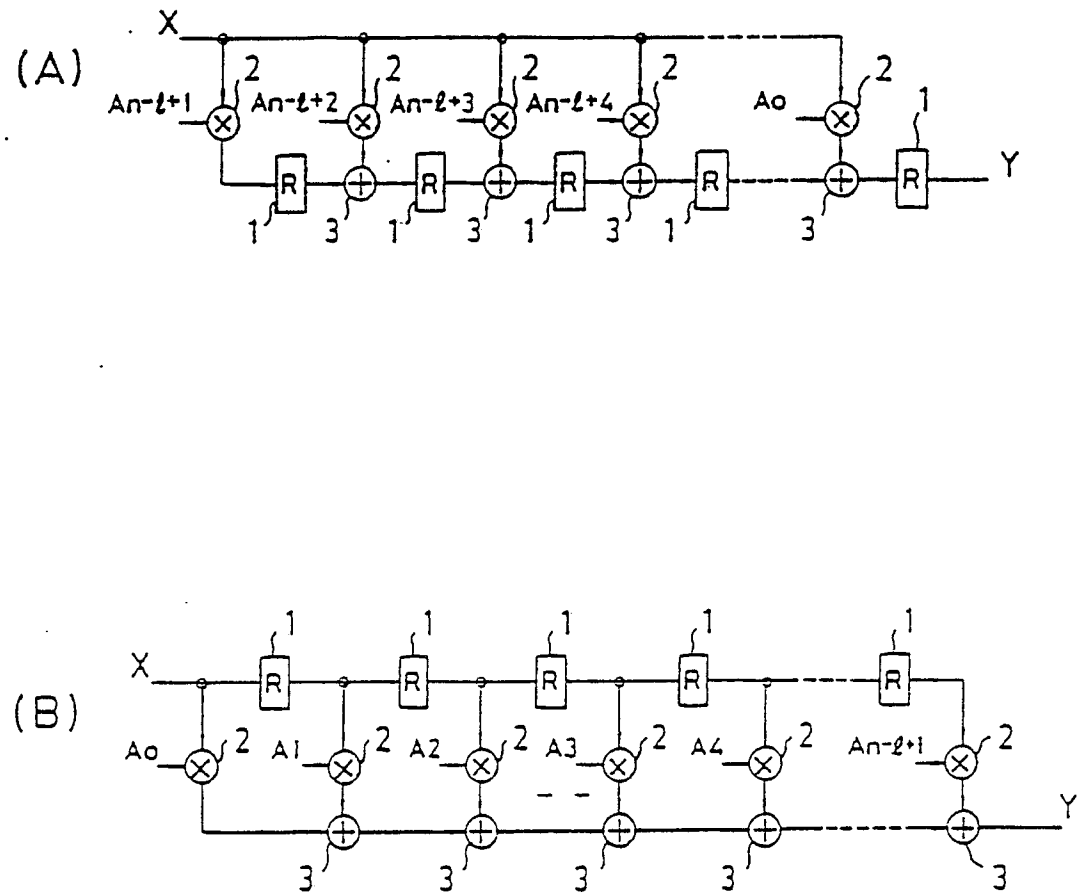 (A)
X
2 2 2 2 2
An-ℓ+1 An-ℓ+2 An-ℓ+3 An-ℓ+4 Ao
1
R R R R R
Y
1 3 1 3 1 3 1 3
(B)
1 1 1 1 1
X
R R R R R
Ao 2 A1 2 A2 2 A3 2 A4 2 An-ℓ+1 2
Y
3 3 3 3 3